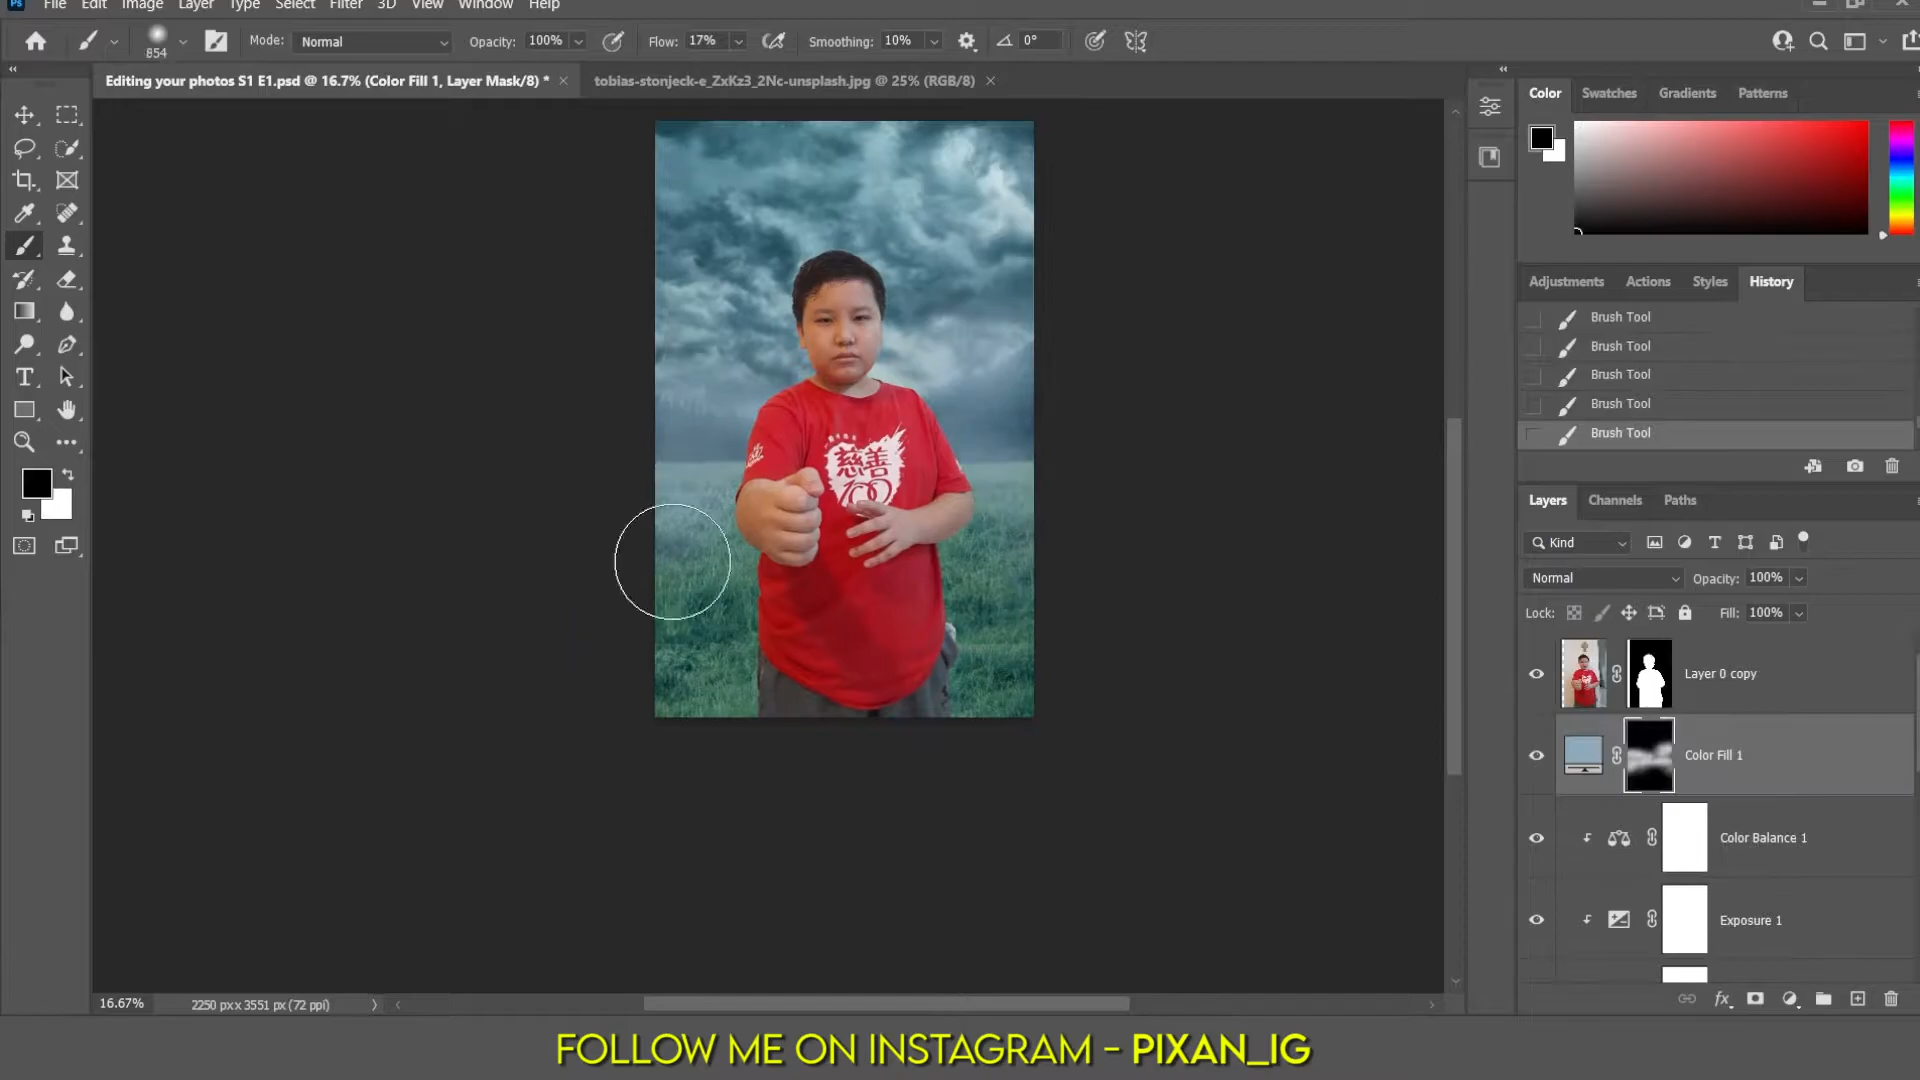 Ps File Edit Image Layer Type Select Filter 3D View Window Help
854 Mode: Normal Opacity: 100% Flow: 17% Smoothing: 10% 0°
Editing your photos S1 E1.psd @ 16.7% (Color Fill 1, Layer Mask/8) * tobias-stonjeck-e_ZxKz3_2Nc-unsplash.jpg @ 25% (RGB/8)
Color Swatches Gradients Patterns
Adjustments Actions Styles History
Brush Tool
Brush Tool
Brush Tool
Brush Tool
Brush Tool
慈善
100
Layers Channels Paths
Kind
Normal Opacity: 100%
Lock: Fill: 100%
Layer 0 copy
Color Fill 1
Color Balance 1
Exposure 1
fx
16.67% 2250 px x 3551 px (72 ppi)
FOLLOW ME ON INSTAGRAM - PIXAN_IG